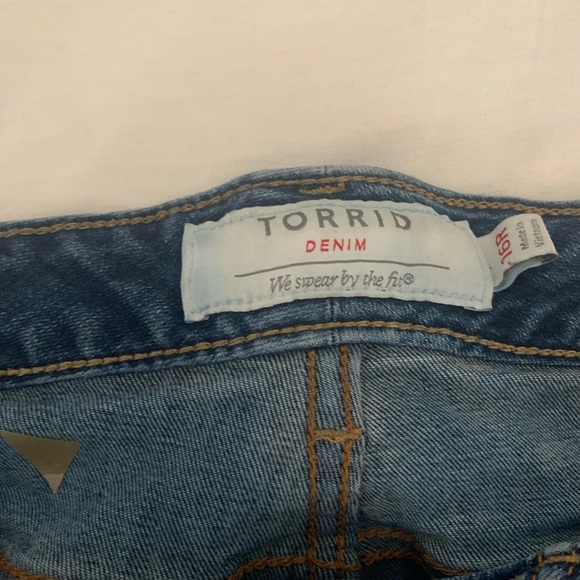 TORRID
DENIM
We swear by the fit®
16R
Made in
Vietnam